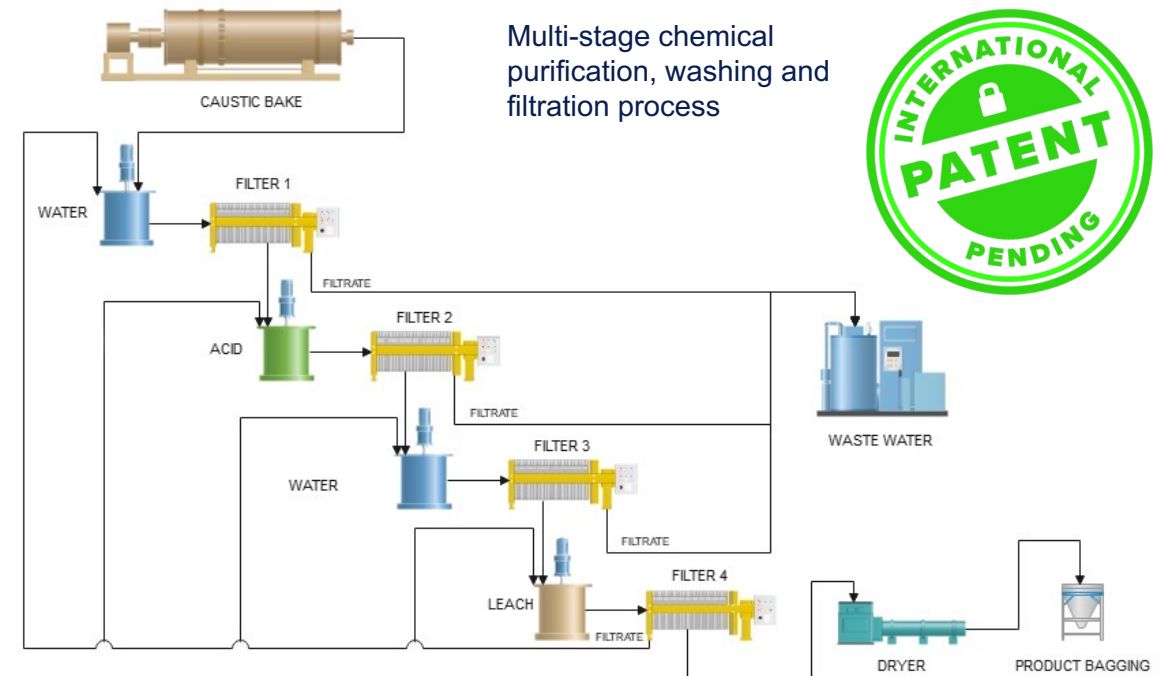 Multi-stage chemical
purification, washing and
filtration process
INTERNATIONAL
PATENT
PENDING
CAUSTIC BAKE
WATER
FILTER 1
FILTRATE
ACID
FILTER 2
FILTRATE
WASTE WATER
WATER
FILTER 3
FILTRATE
LEACH
FILTER 4
FILTRATE
DRYER
PRODUCT BAGGING